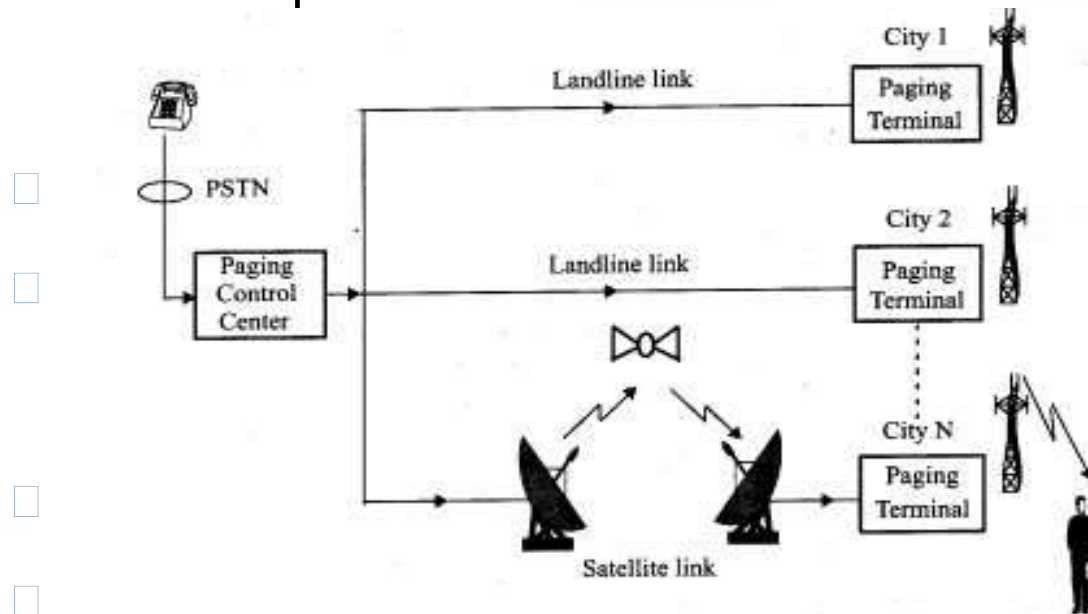 City 1
Landline link
Paging
Terminal
PSTN
City 2
Landline link
Paging
Control
Center
Paging
Terminal
City N
Paging
Terminal
Satellite link